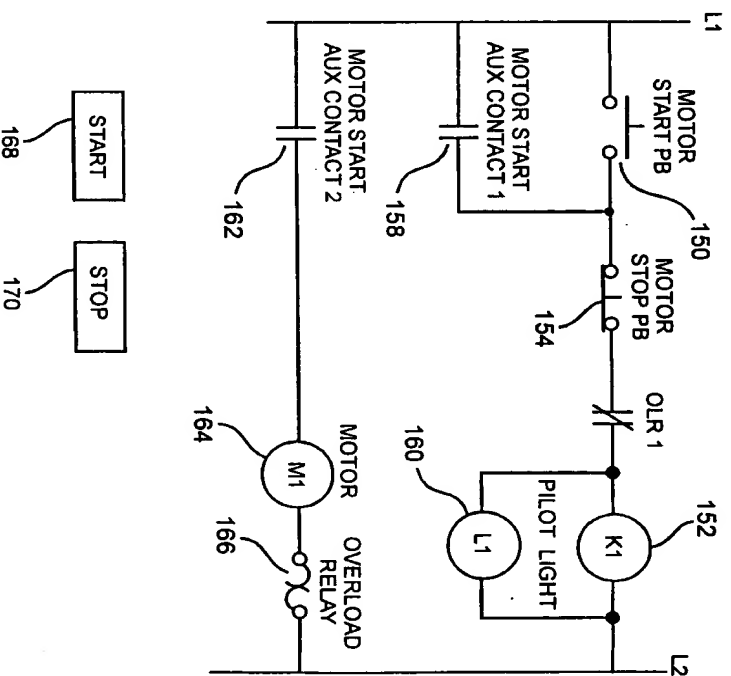 L1
L2
MOTOR
START PB
150
MOTOR
STOP PB
154
OLR 1
152
K1
MOTOR START
AUX CONTACT 1
158
PILOT LIGHT
160
L1
MOTOR START
AUX CONTACT 2
162
MOTOR
164
M1
OVERLOAD
RELAY
166
START
168
STOP
170